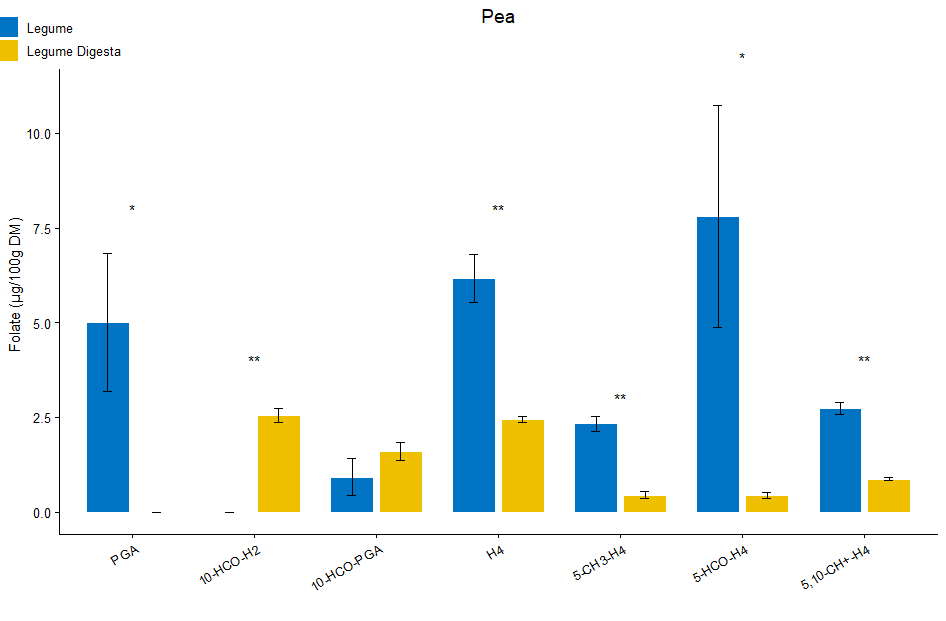 Pea
Legume
Legume Digesta
*
*
**
**
**
**
10.0
7.5
5.0
2.5
0.0
Folate (µg/100g DM)
PGA
10-HCO-H2
10-HCO-PGA
H4
5-CH3-H4
5-HCO-H4
5,10-CH+-H4